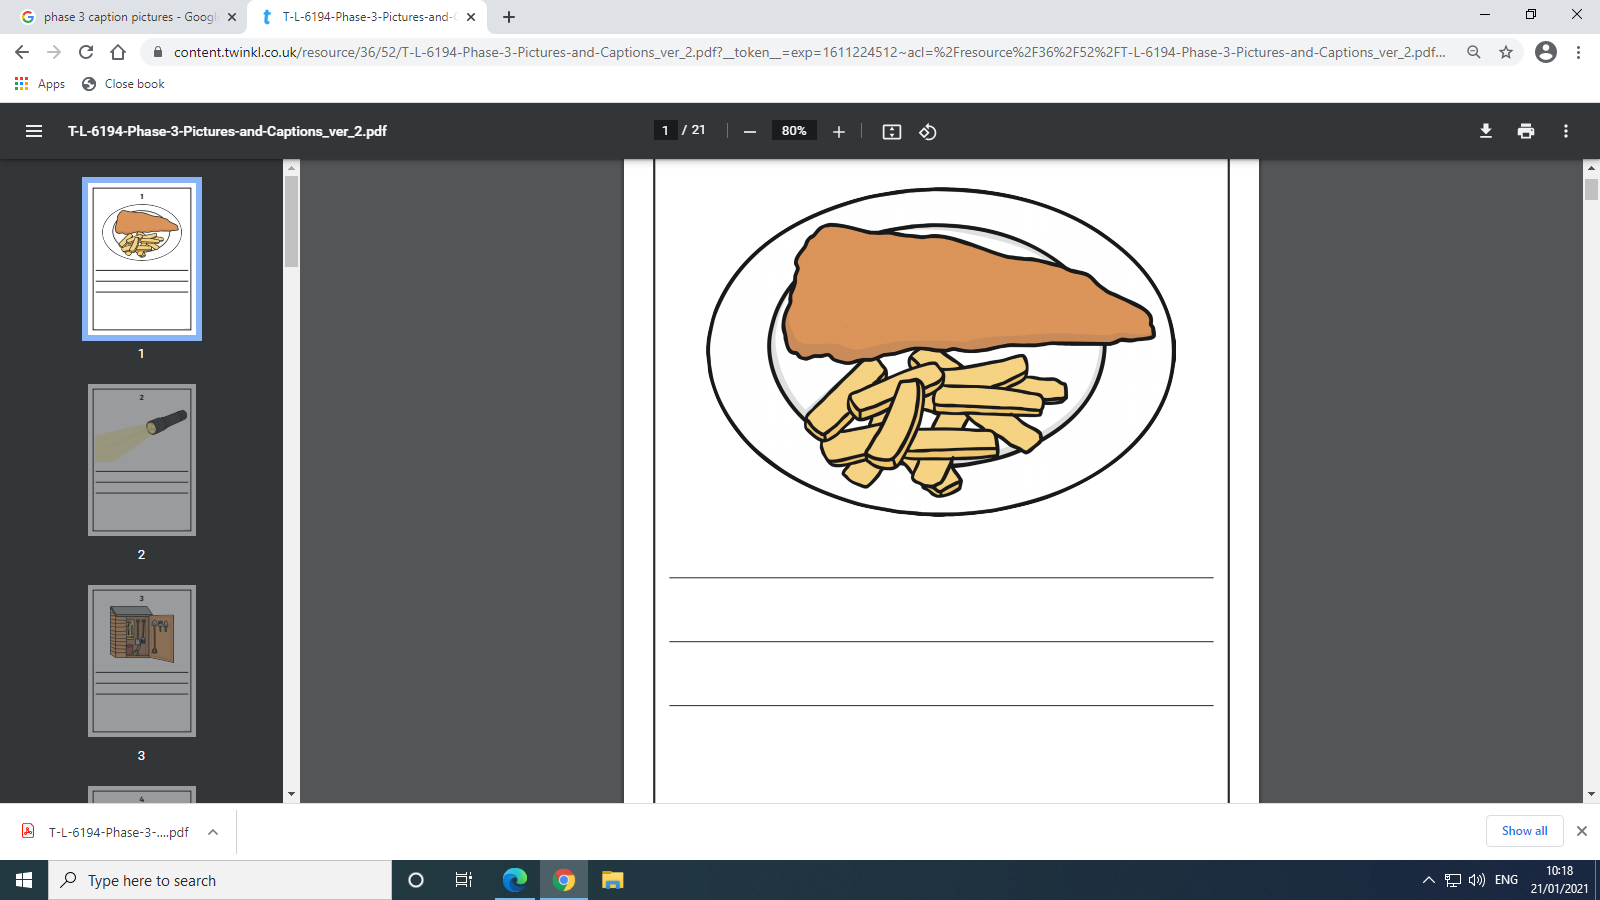 phase 3 caption pictures - Googl
T-L-6194-Phase-3-Pictures-and-C
content.twinkl.co.uk/resource/36/52/T-L-6194-Phase-3-Pictures-and-Captions_ver_2.pdf?__token__=exp=1611224512~acl=%2Fresource%2F36%2F52%2FT-L-6194-Phase-3-Pictures-and-Captions_ver_2.pdf...
Apps
Close book
T-L-6194-Phase-3-Pictures-and-Captions_ver_2.pdf
1 / 21
80%
1
1
2
2
3
3
4
T-L-6194-Phase-3-....pdf
Show all
Type here to search
ENG
10:18
21/01/2021